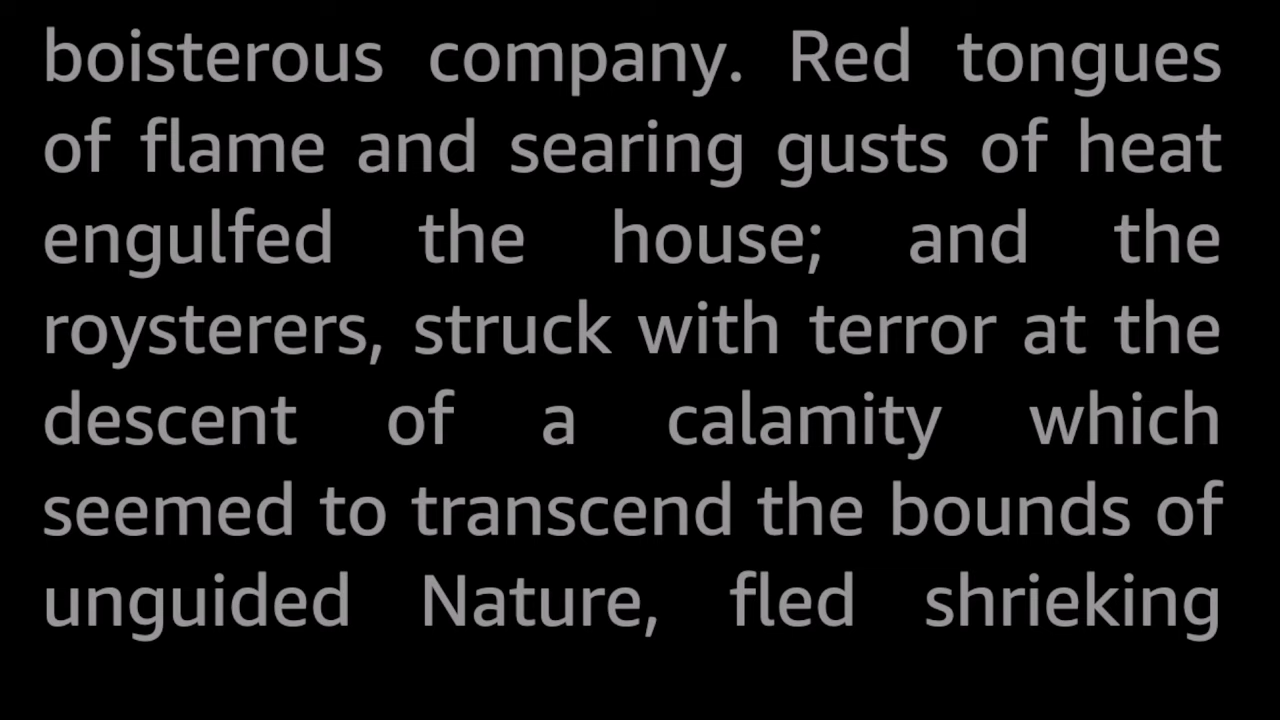 boisterous company. Red tongues
of flame and searing gusts of heat
engulfed the house; and the
roysterers, struck with terror at the
descent of a calamity which
seemed to transcend the bounds of
unguided Nature, fled shrieking